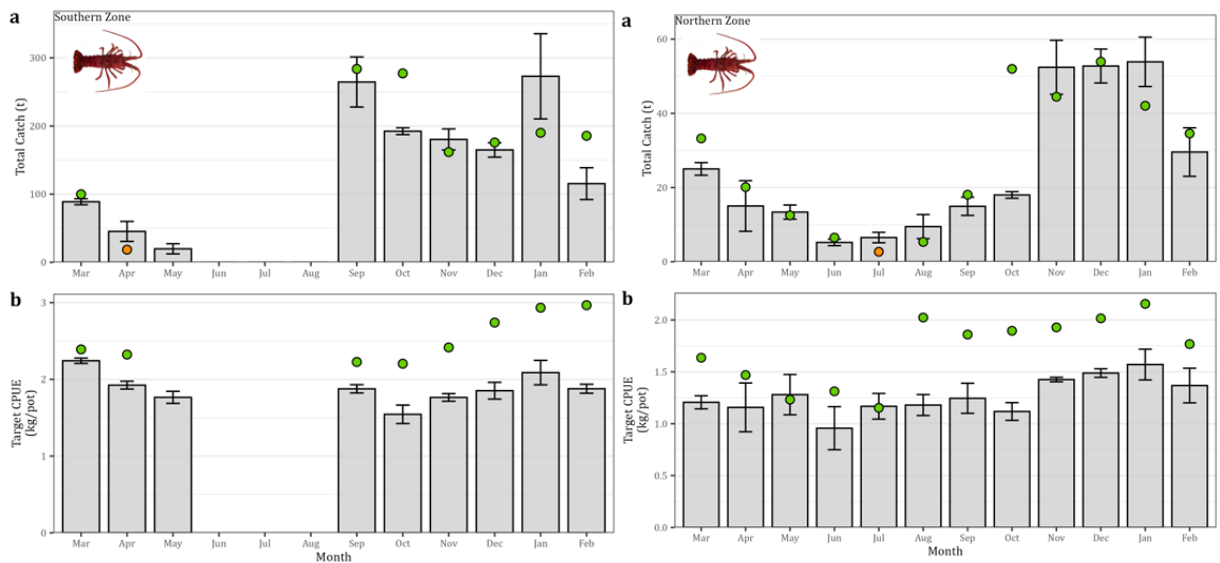 a
Southern Zone
Total Catch (t)
300
200
100
0
Mar Apr May Jun Jul Aug Sep Oct Nov Dec Jan Feb
b
Target CPUE
(kg/pot)
3
2
1
0
Mar Apr May Jun Jul Aug Sep Oct Nov Dec Jan Feb
Month
a
Northern Zone
Total Catch (t)
60
40
20
0
Mar Apr May Jun Jul Aug Sep Oct Nov Dec Jan Feb
b
Target CPUE
(kg/pot)
2.0
1.5
1.0
0.5
0.0
Mar Apr May Jun Jul Aug Sep Oct Nov Dec Jan Feb
Month